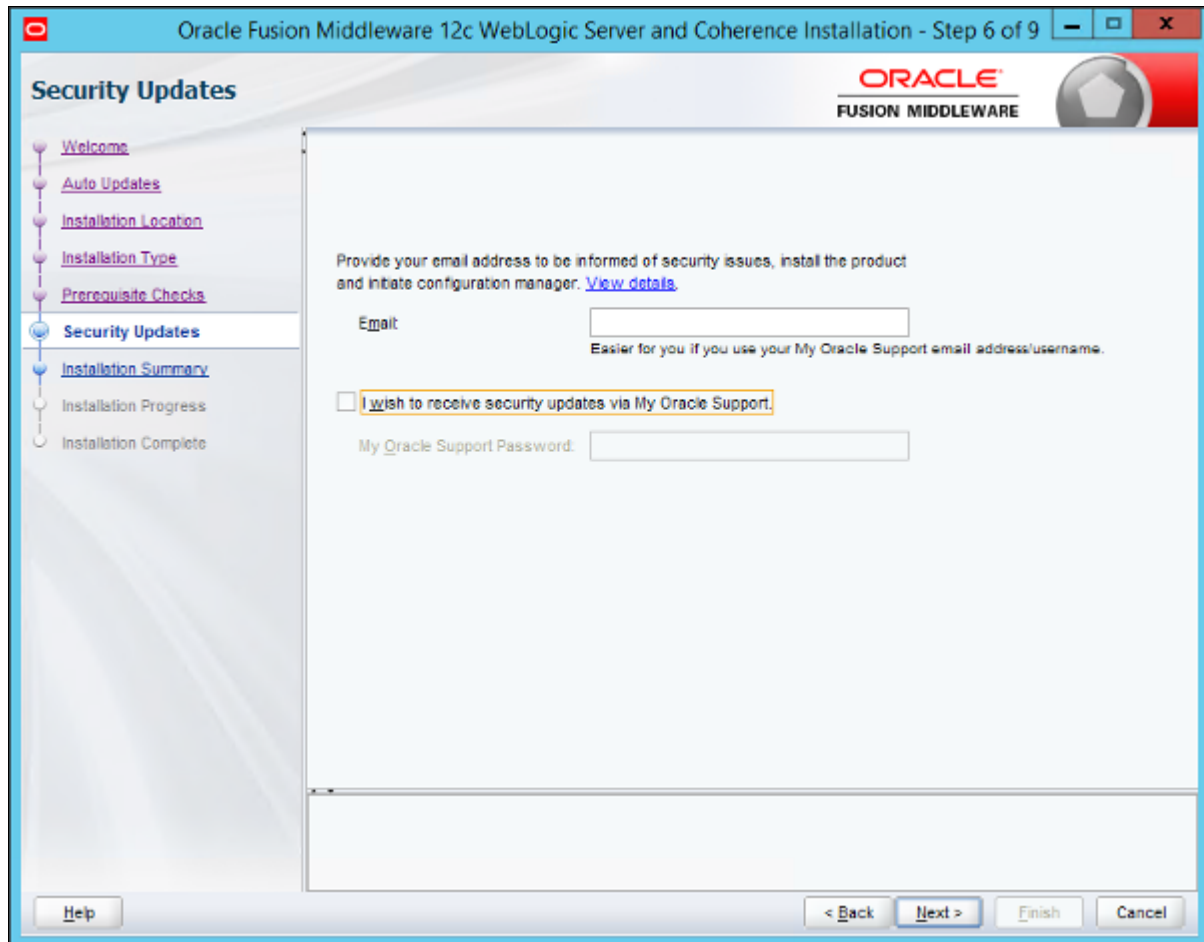 Oracle Fusion Middleware 12c WebLogic Server and Coherence Installation - Step 6 of 9
Security Updates
ORACLE
FUSION MIDDLEWARE
Welcome
Auto Updates
Installation Location
Installation Type
Prerequisite Checks
Security Updates
Installation Summary
Installation Progress
Installation Complete
Provide your email address to be informed of security issues, install the product
and initiate configuration manager. View details.
Email:
Easier for you if you use your My Oracle Support email address/username.
I wish to receive security updates via My Oracle Support.
My Oracle Support Password:
Help
< Back
Next >
Finish
Cancel